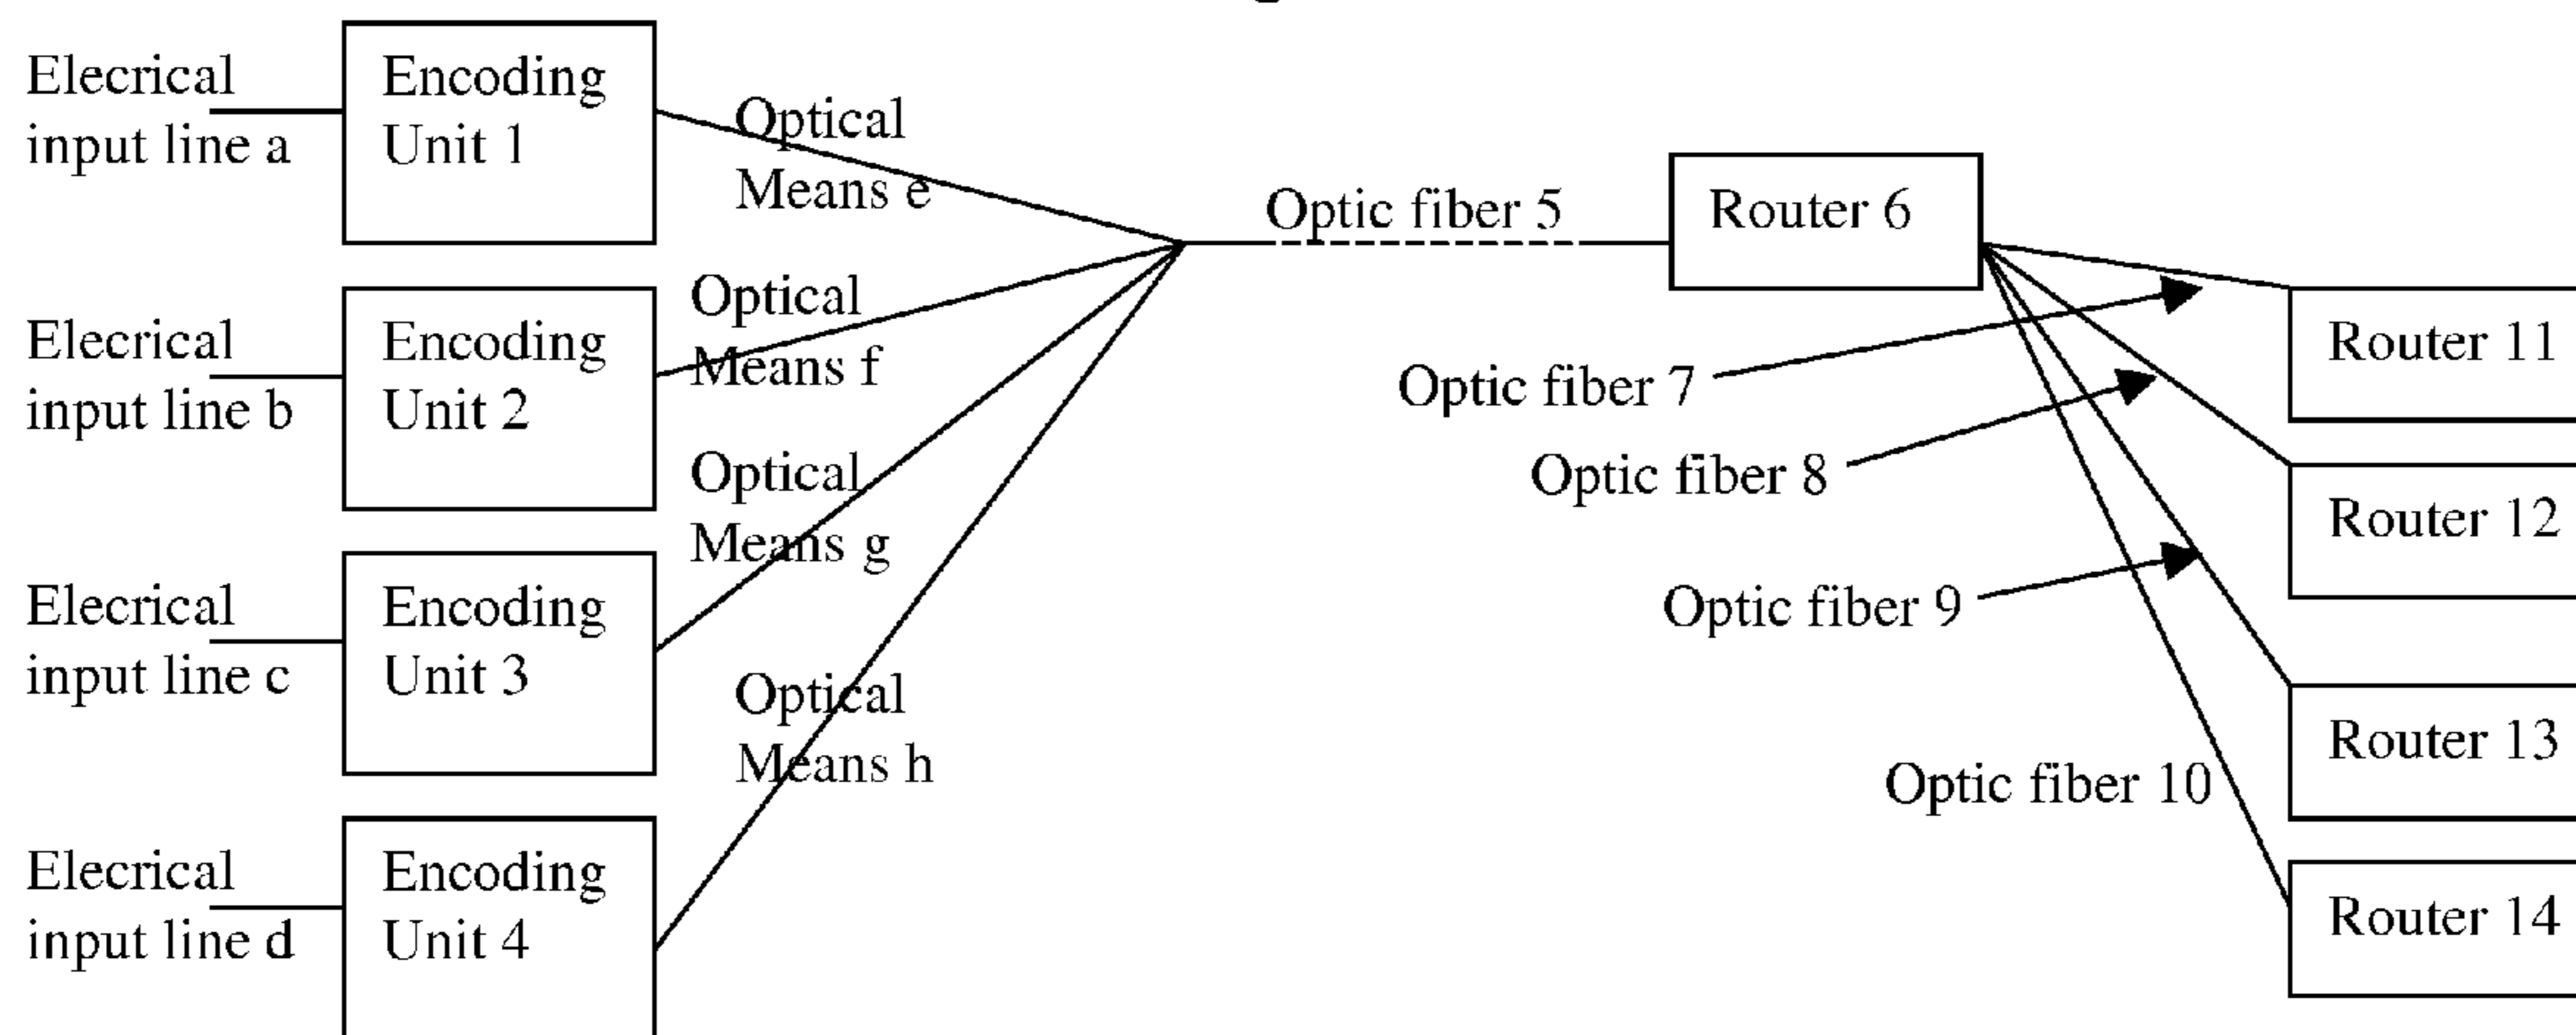 Elecrical
input line a
Encoding
Unit 1
Optical
Means e
Elecrical
input line b
Encoding
Unit 2
Optical
Means f
Elecrical
input line c
Encoding
Unit 3
Optical
Means g
Elecrical
input line d
Encoding
Unit 4
Optical
Means h
Optic fiber 5
Router 6
Optic fiber 7
Optic fiber 8
Optic fiber 9
Optic fiber 10
Router 11
Router 12
Router 13
Router 14